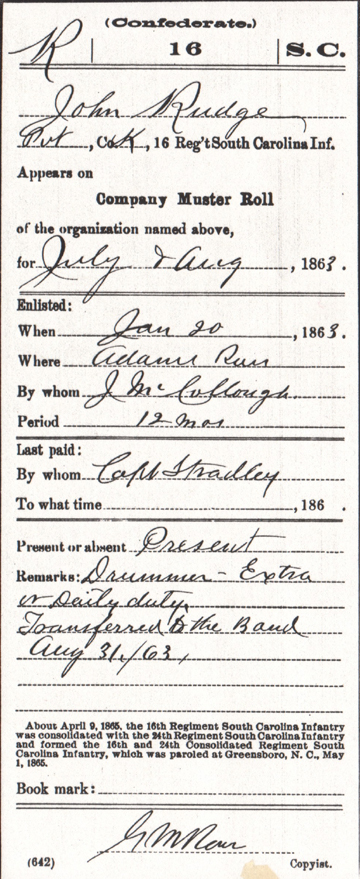 (Confederate.)
R | 16 | S. C.
John Rudge
Pvt, Co. K, 16 Reg't South Carolina Inf.
Appears on
Company Muster Roll
of the organization named above,
for July & Aug, 1863.
Enlisted:
When Jan 20, 1863.
Where Adams Run
By whom J McCollough.
Period 12 mos
Last paid:
By whom Capt Stradley
To what time, 186 .
Present or absent Present
Remarks: Drummer - Extra
or Daily duty.
Transferred to the Band
Aug 31./63,
About April 9, 1865, the 16th Regiment South Carolina Infantry
was consolidated with the 24th Regiment South Carolina Infantry
and formed the 16th and 24th Consolidated Regiment South
Carolina Infantry, which was paroled at Greensboro, N. C., May
1, 1865.
Book mark:
(642) Copyist.